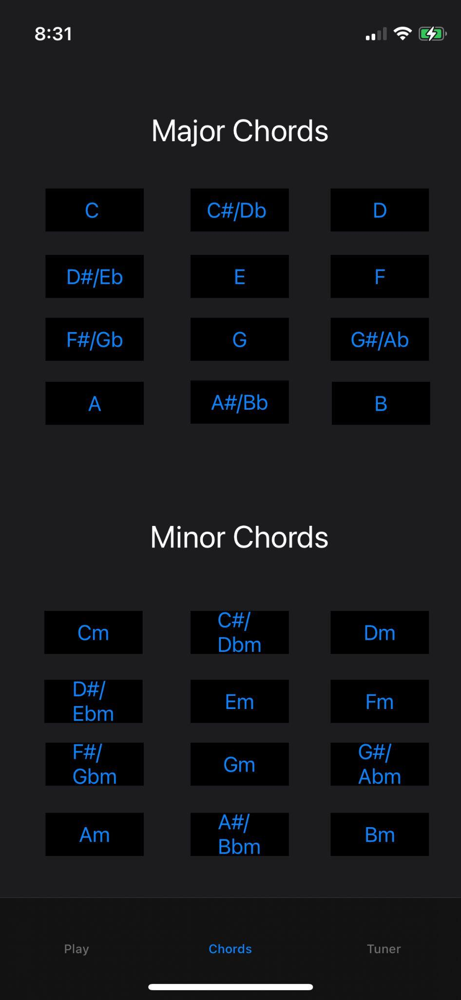 8:31
Major Chords
C
C#/Db
D
D#/Eb
E
F
F#/Gb
G
G#/Ab
A
A#/Bb
B
Minor Chords
Cm
C#/
Dbm
Dm
D#/
Ebm
Em
Fm
F#/
Gbm
Gm
G#/
Abm
Am
A#/
Bbm
Bm
Play
Chords
Tuner